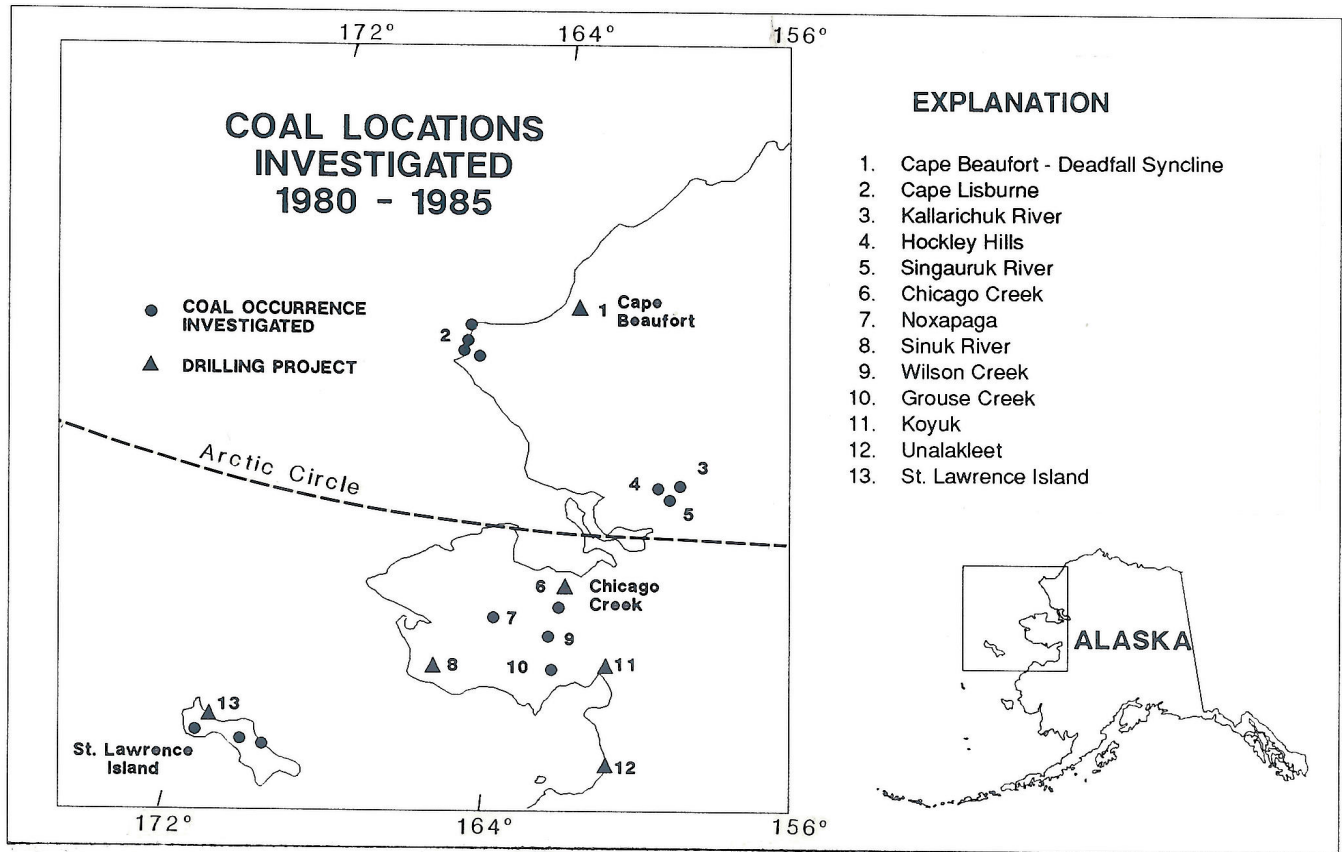 172° 164° 156°
COAL LOCATIONS
INVESTIGATED
1980 - 1985
COAL OCCURRENCE
INVESTIGATED
DRILLING PROJECT
1 Cape
Beaufort
2
Arctic Circle
3
4
5
6 Chicago
Creek
7
9
8
10
11
13
St. Lawrence
Island
12
172° 164° 156°
EXPLANATION
1. Cape Beaufort - Deadfall Syncline
2. Cape Lisburne
3. Kallarichuk River
4. Hockley Hills
5. Singauruk River
6. Chicago Creek
7. Noxapaga
8. Sinuk River
9. Wilson Creek
10. Grouse Creek
11. Koyuk
12. Unalakleet
13. St. Lawrence Island
ALASKA